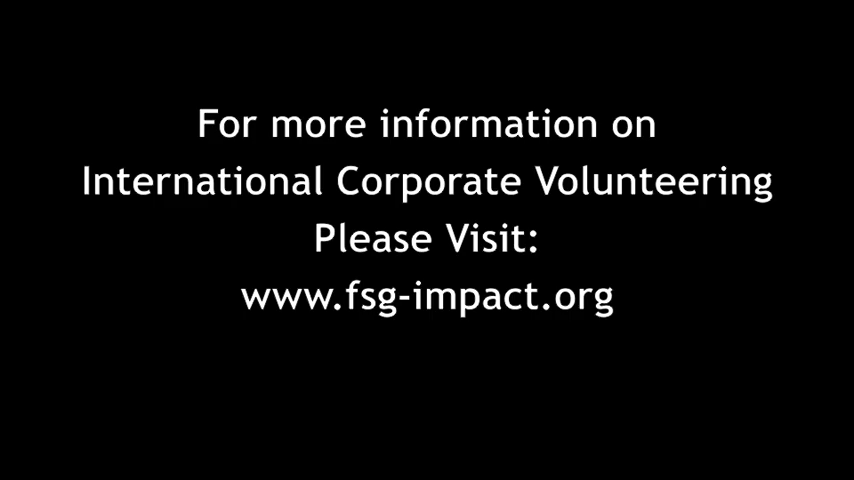 For more information on
International Corporate Volunteering
Please Visit:
www.fsg-impact.org